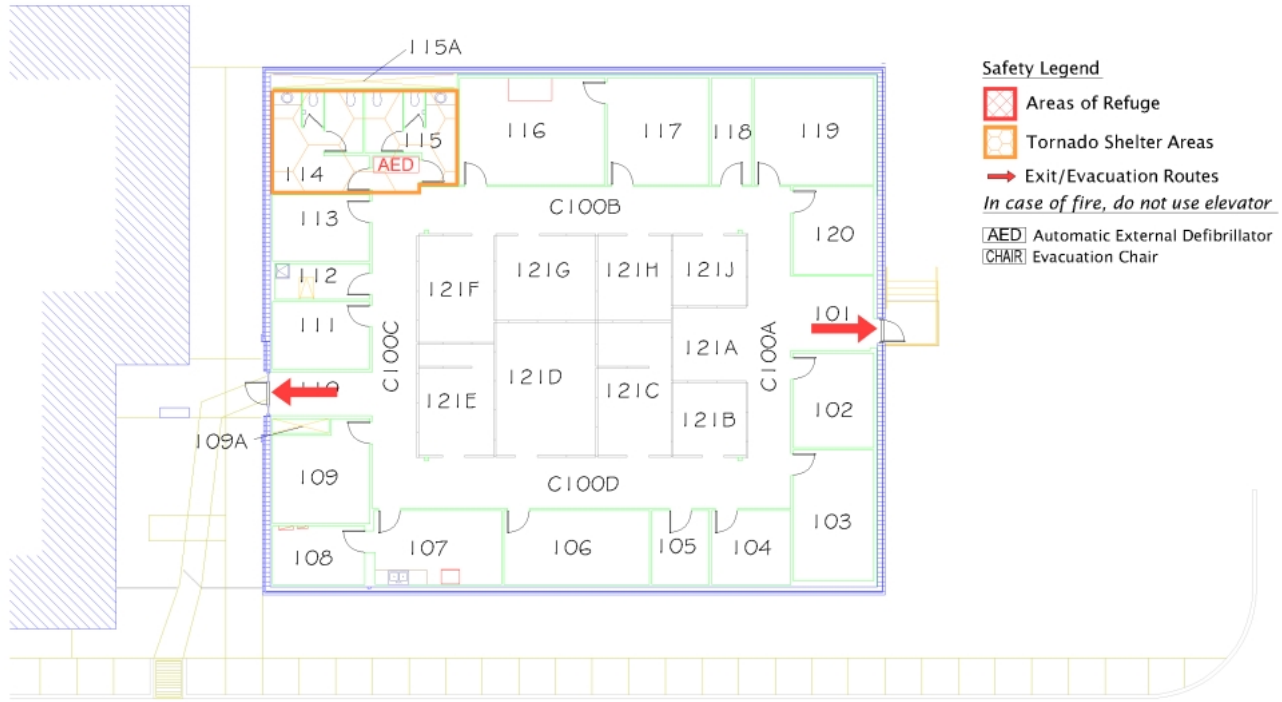 115A
Safety Legend
Areas of Refuge
116
117
118
119
115
Tornado Shelter Areas
AED
114
Exit/Evacuation Routes
In case of fire, do not use elevator
C100B
113
120
AED Automatic External Defibrillator
CHAIR Evacuation Chair
112
121F
121G
121H
121J
111
101
C100C
121A
C100A
110
121D
121E
121C
121B
102
109A
109
C100D
103
108
107
106
105
104